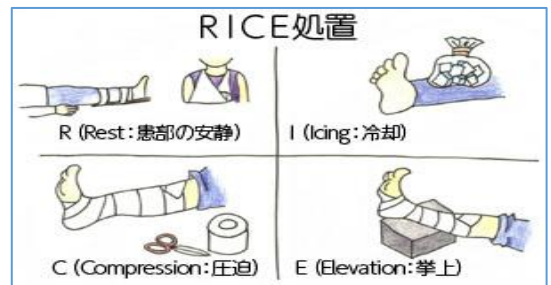 RICE処置
R (Rest:患部の安静)
I (Icing:冷却)
C (Compression:圧迫)
E (Elevation:挙上)